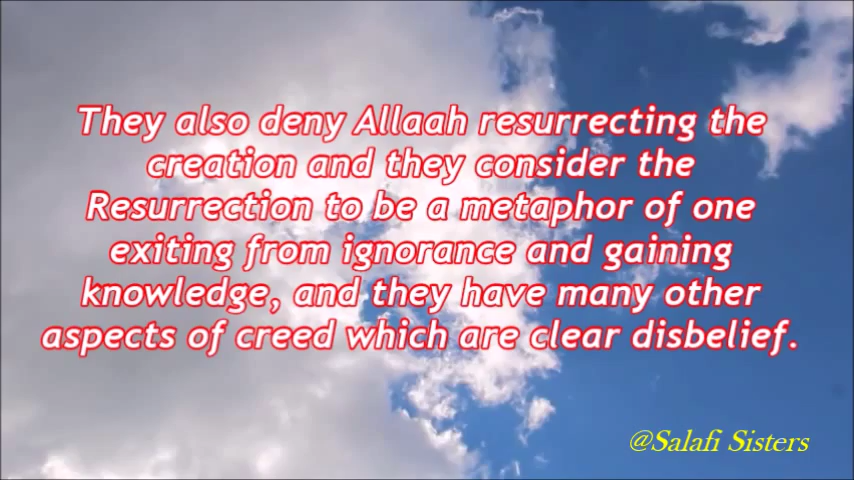 They also deny Allaah resurrecting the
creation and they consider the
Resurrection to be a metaphor of one
exiting from ignorance and gaining
knowledge, and they have many other
aspects of creed which are clear disbelief.
@Salafi Sisters